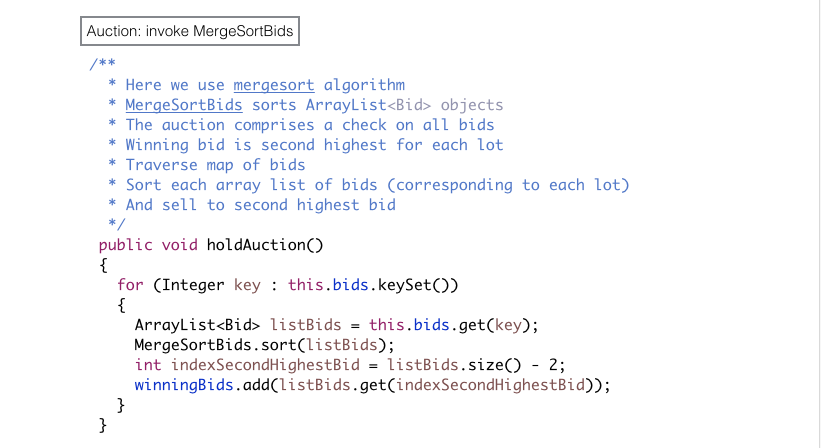 Auction: invoke MergeSortBids
/**
* Here we use mergesort algorithm
* MergeSortBids sorts ArrayList<Bid> objects
* The auction comprises a check on all bids
* Winning bid is second highest for each lot
* Traverse map of bids
* Sort each array list of bids (corresponding to each lot)
* And sell to second highest bid
*/
public void holdAuction()
{
for (Integer key : this.bids.keySet())
{
ArrayList<Bid> listBids = this.bids.get(key);
MergeSortBids.sort(listBids);
int indexSecondHighestBid = listBids.size() - 2;
winningBids.add(listBids.get(indexSecondHighestBid));
}
}